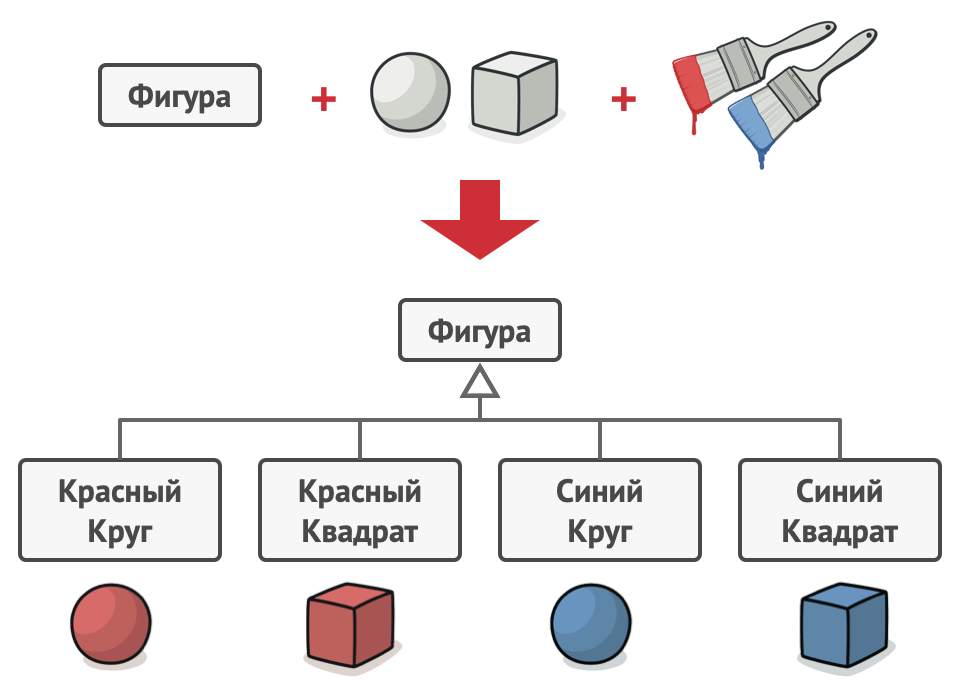 Фигура
+
+
Фигура
Красный
Круг
Красный
Квадрат
Синий
Круг
Синий
Квадрат